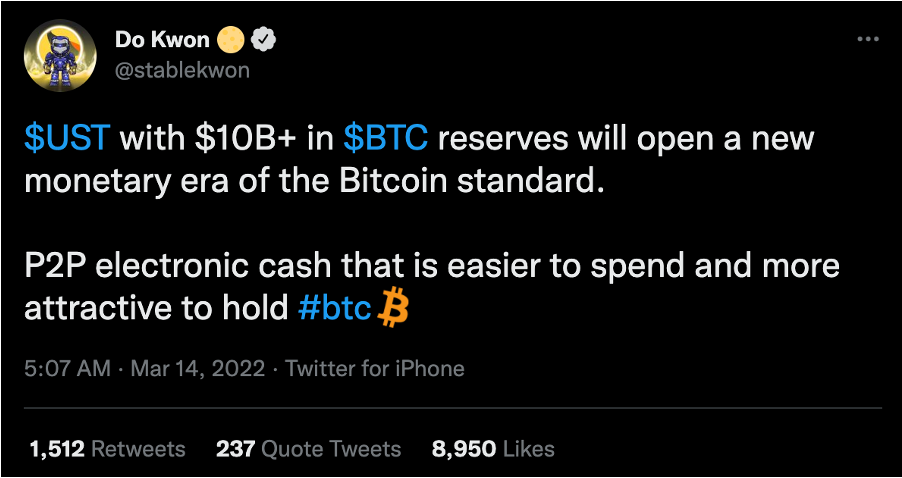 Do Kwon 🌕
@stablekwon
$UST with $10B+ in $BTC reserves will open a new
monetary era of the Bitcoin standard.
P2P electronic cash that is easier to spend and more
attractive to hold #btc
5:07 AM · Mar 14, 2022 · Twitter for iPhone
1,512 Retweets 237 Quote Tweets 8,950 Likes